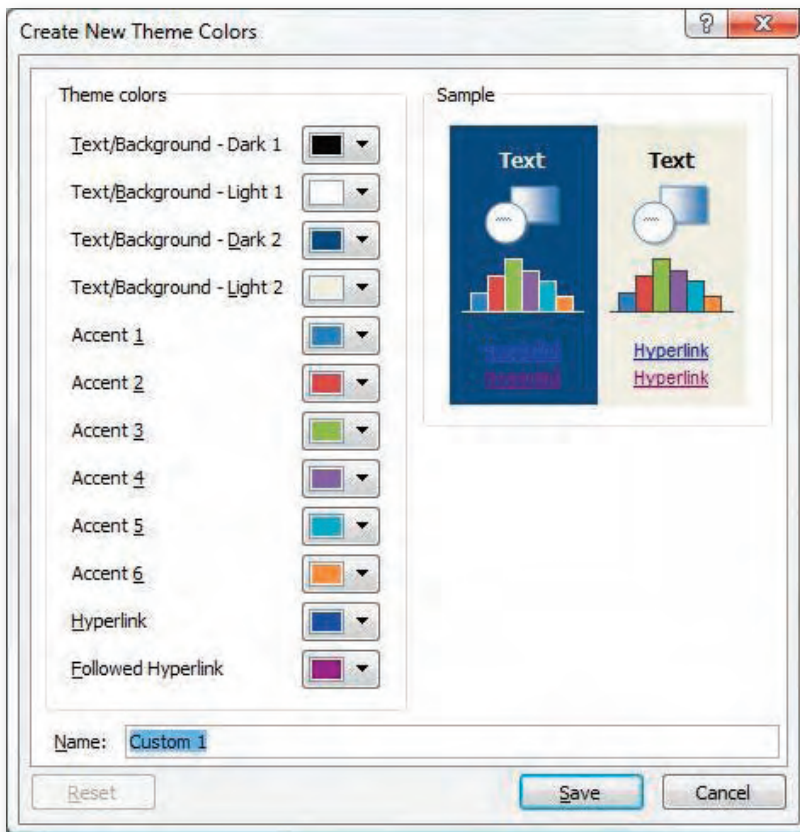 Create New Theme Colors
Theme colors
Text/Background - Dark 1
Text/Background - Light 1
Text/Background - Dark 2
Text/Background - Light 2
Accent 1
Accent 2
Accent 3
Accent 4
Accent 5
Accent 6
Hyperlink
Followed Hyperlink
Sample
Text Text
Hyperlink
Hyperlink
Name: Custom 1
Reset Save Cancel